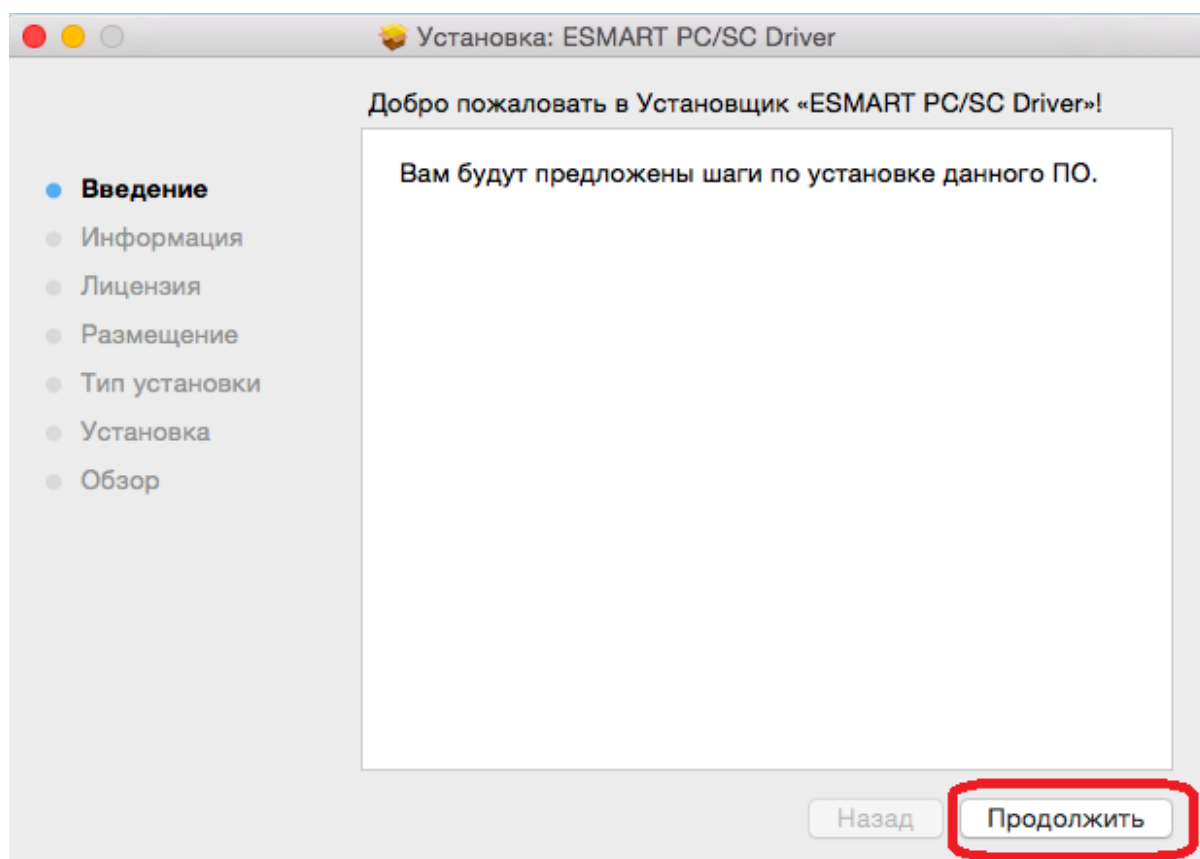 Установка: ESMART PC/SC Driver
Добро пожаловать в Установщик «ESMART PC/SC Driver»!
Введение
Информация
Лицензия
Размещение
Тип установки
Установка
Обзор
Вам будут предложены шаги по установке данного ПО.
Назад
Продолжить